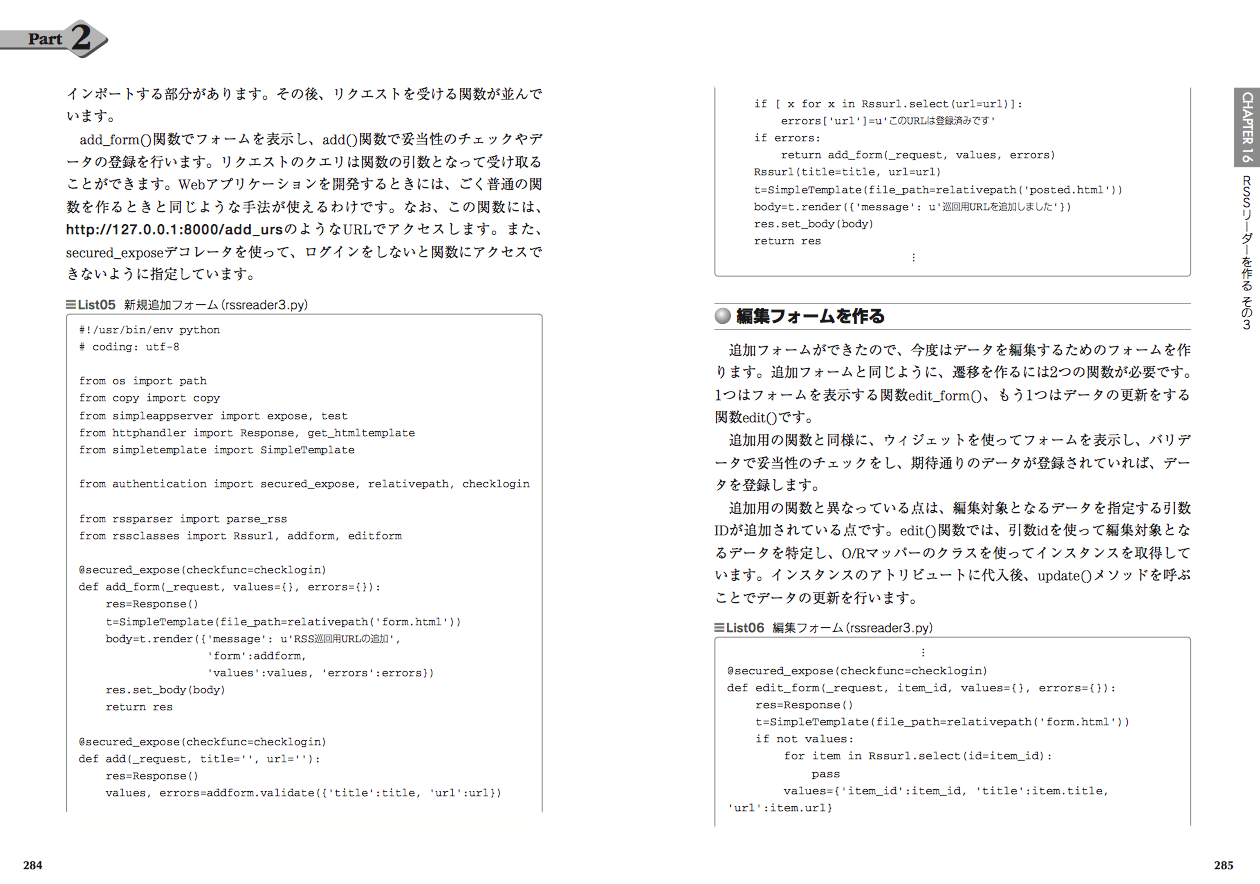 Part 2
インポートする部分があります。その後、リクエストを受ける関数が並んで
います。
add_form()関数でフォームを表示し、add()関数で妥当性のチェックやデ
ータの登録を行います。リクエストのクエリは関数の引数となって受け取る
ことができます。Webアプリケーションを開発するときには、ごく普通の関
数を作るときと同じような手法が使えるわけです。なお、この関数には、
http://127.0.0.1:8000/add_ursのようなURLでアクセスします。また、
secured_exposeデコレータを使って、ログインをしないと関数にアクセスで
きないように指定しています。
List05 新規追加フォーム(rssreader3.py)
#!/usr/bin/env python
# coding: utf-8
from os import path
from copy import copy
from simpleappserver import expose, test
from httphandler import Response, get_htmltemplate
from simpletemplate import SimpleTemplate
from authentication import secured_expose, relativepath, checklogin
from rssparser import parse_rss
from rssclasses import Rssurl, addform, editform
@secured_expose(checkfunc=checklogin)
def add_form(_request, values={}, errors={}):
    res=Response()
    t=SimpleTemplate(file_path=relativepath('form.html'))
    body=t.render({'message': u'RSS巡回用URLの追加',
                   'form':addform,
                   'values':values, 'errors':errors})
    res.set_body(body)
    return res
@secured_expose(checkfunc=checklogin)
def add(_request, title='', url=''):
    res=Response()
    values, errors=addform.validate({'title':title, 'url':url})
284
    if [ x for x in Rssurl.select(url=url)]:
        errors['url']=u'このURLは登録済みです'
    if errors:
        return add_form(_request, values, errors)
    Rssurl(title=title, url=url)
    t=SimpleTemplate(file_path=relativepath('posted.html'))
    body=t.render({'message': u'巡回用URLを追加しました'})
    res.set_body(body)
    return res
⋮
編集フォームを作る
追加フォームができたので、今度はデータを編集するためのフォームを作
ります。追加フォームと同じように、遷移を作るには2つの関数が必要です。
1つはフォームを表示する関数edit_form()、もう1つはデータの更新をする
関数edit()です。
追加用の関数と同様に、ウィジェットを使ってフォームを表示し、バリデ
ータで妥当性のチェックをし、期待通りのデータが登録されていれば、デー
タを登録します。
追加用の関数と異なっている点は、編集対象となるデータを指定する引数
IDが追加されている点です。edit()関数では、引数idを使って編集対象とな
るデータを特定し、O/Rマッパーのクラスを使ってインスタンスを取得して
います。インスタンスのアトリビュートに代入後、update()メソッドを呼ぶ
ことでデータの更新を行います。
List06 編集フォーム(rssreader3.py)
⋮
@secured_expose(checkfunc=checklogin)
def edit_form(_request, item_id, values={}, errors={}):
    res=Response()
    t=SimpleTemplate(file_path=relativepath('form.html'))
    if not values:
        for item in Rssurl.select(id=item_id):
            pass
        values={'item_id':item_id, 'title':item.title,
'url':item.url}
CHAPTER 16 RSSリーダーを作る その3
285